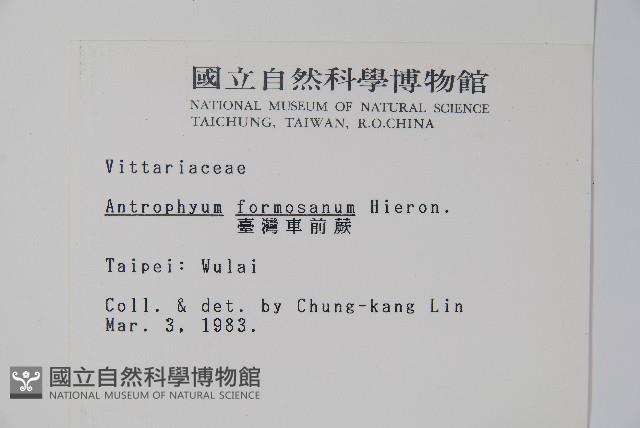 國立自然科學博物館
NATIONAL MUSEUM OF NATURAL SCIENCE
TAICHUNG, TAIWAN, R.O.CHINA
Vittariaceae
Antrophyum formosanum Hieron.
臺灣車前蕨
Taipei: Wulai
Coll. & det. by Chung-kang Lin
Mar. 3, 1983.
國立自然科學博物館
NATIONAL MUSEUM OF NATURAL SCIENCE